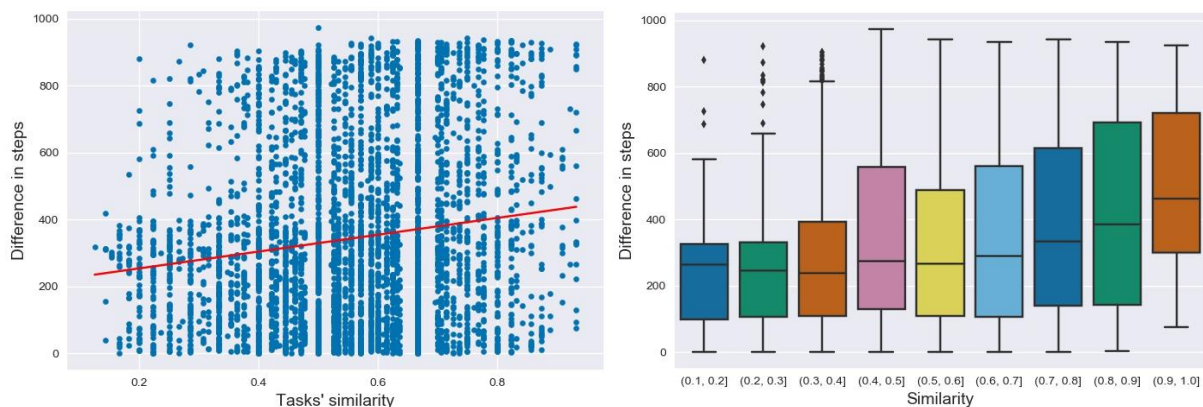 1000
800
600
400
200
0
Difference in steps
0.2 0.4 0.6 0.8
Tasks' similarity
1000
800
600
400
200
0
Difference in steps
(0.1, 0.2] (0.2, 0.3] (0.3, 0.4] (0.4, 0.5] (0.5, 0.6] (0.6, 0.7] (0.7, 0.8] (0.8, 0.9] (0.9, 1.0]
Similarity